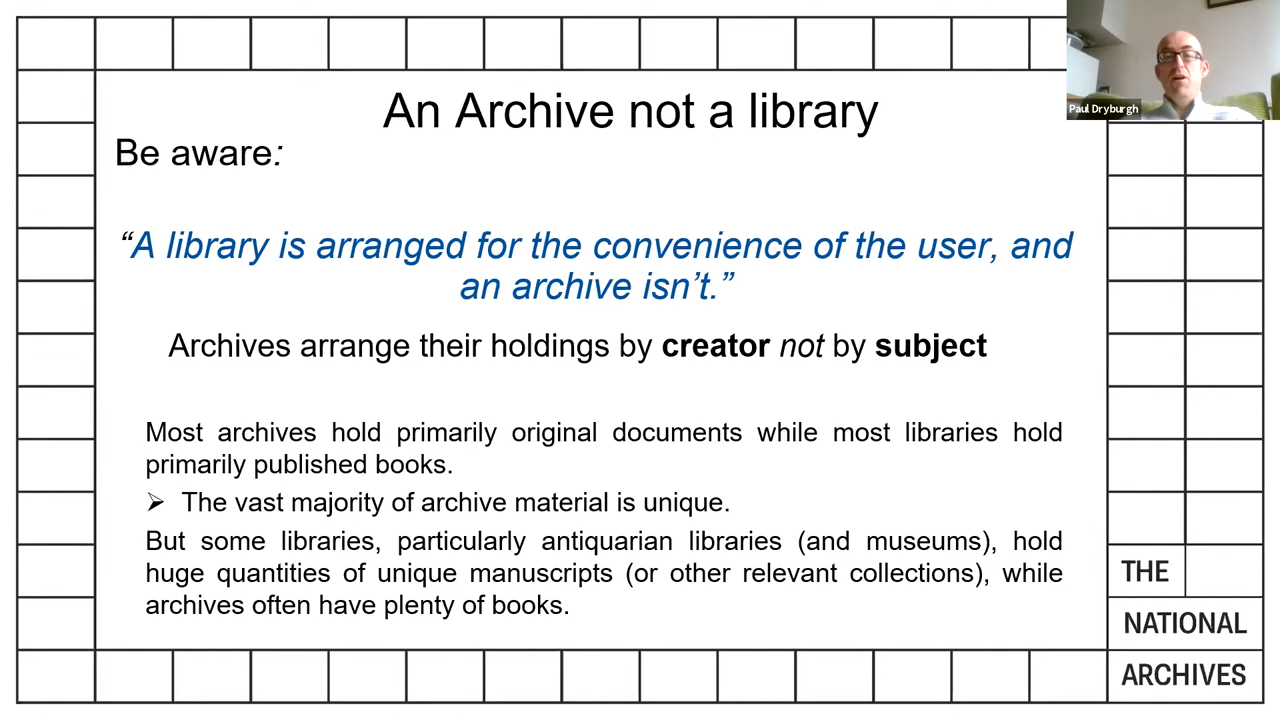 Paul Dryburgh
An Archive not a library
Be aware:
“A library is arranged for the convenience of the user, and
an archive isn’t.”
Archives arrange their holdings by creator not by subject
Most archives hold primarily original documents while most libraries hold
primarily published books.
➢ The vast majority of archive material is unique.
But some libraries, particularly antiquarian libraries (and museums), hold
huge quantities of unique manuscripts (or other relevant collections), while
archives often have plenty of books.
THE
NATIONAL
ARCHIVES